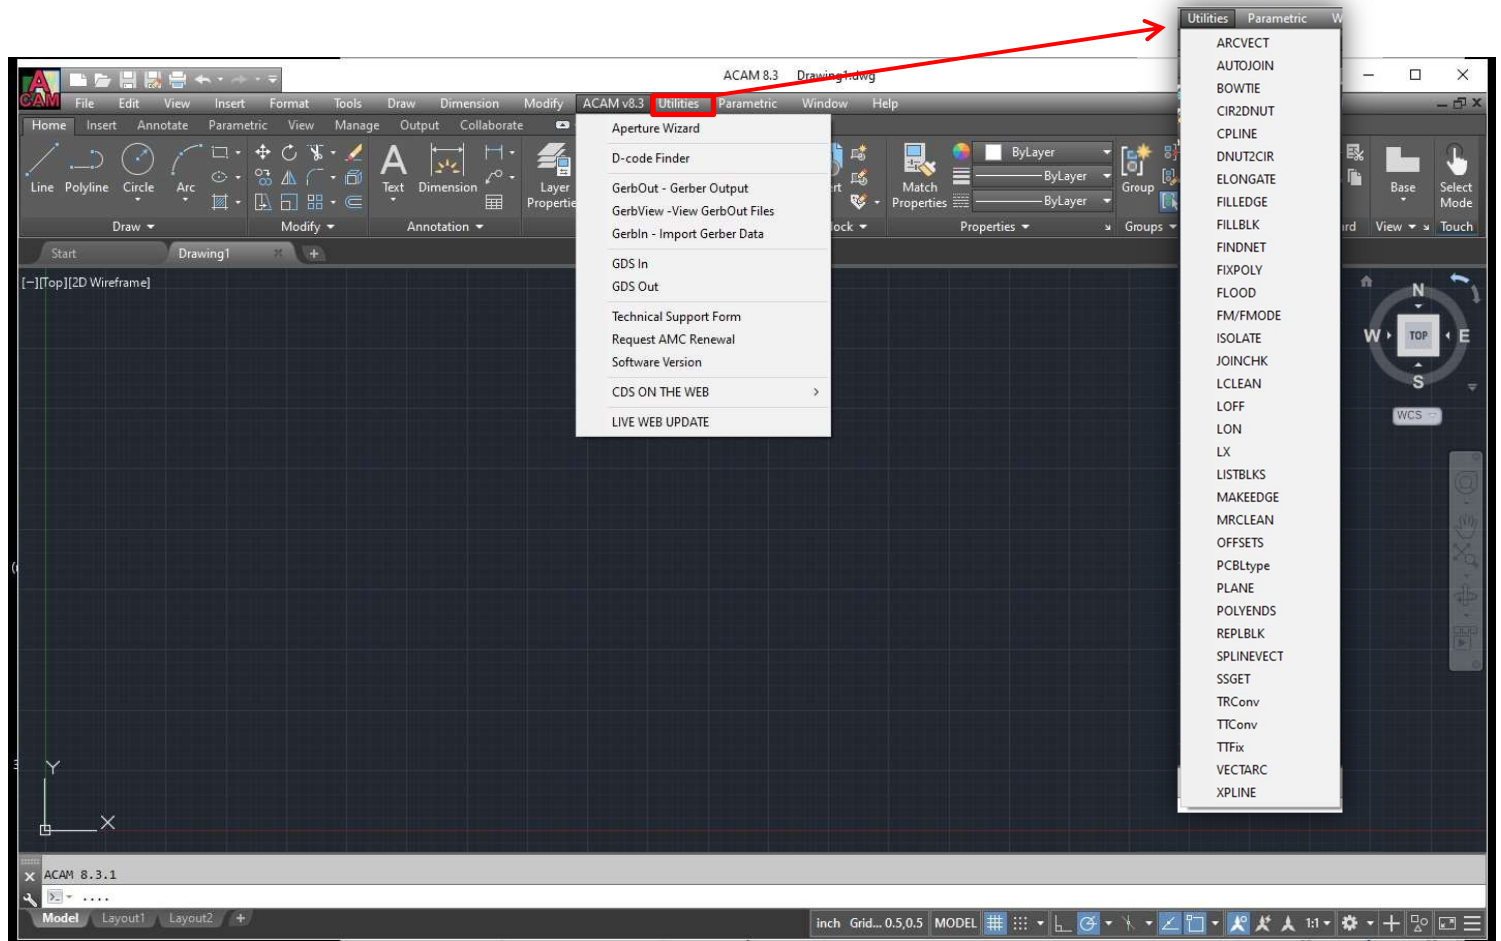 Utilities Parametric
ACAM 8.3 Drawing1.dwg
A
CAM
File Edit View Insert Format Tools Draw Dimension Modify ACAM v8.3 Utilities Parametric Window Help
Home Insert Annotate Parametric View Manage Output Collaborate
Line Polyline Circle Arc
Text Dimension
Layer
Match
Properties
ByLayer
ByLayer
ByLayer
Group
Base
Select
Mode
Draw Modify Annotation Properties Groups View Touch
Start Drawing1 +
[−][Top][2D Wireframe]
Aperture Wizard
D-code Finder
GerbOut - Gerber Output
GerbView -View GerbOut Files
GerbIn - Import Gerber Data
GDS In
GDS Out
Technical Support Form
Request AMC Renewal
Software Version
CDS ON THE WEB >
LIVE WEB UPDATE
ARCVECT
AUTOJOIN
BOWTIE
CIR2DNUT
CPLINE
DNUT2CIR
ELONGATE
FILLEDGE
FILLBLK
FINDNET
FIXPOLY
FLOOD
FM/FMODE
ISOLATE
JOINCHK
LCLEAN
LOFF
LON
LX
LISTBLKS
MAKEEDGE
MRCLEAN
OFFSETS
PCBLtype
PLANE
POLYENDS
REPLBLK
SPLINEVECT
SSGET
TRConv
TTConv
TTFix
VECTARC
XPLINE
N
W TOP E
S
WCS
Y
X
ACAM 8.3.1
....
Model Layout1 Layout2 +
inch Grid... 0.5,0.5 MODEL 1:1